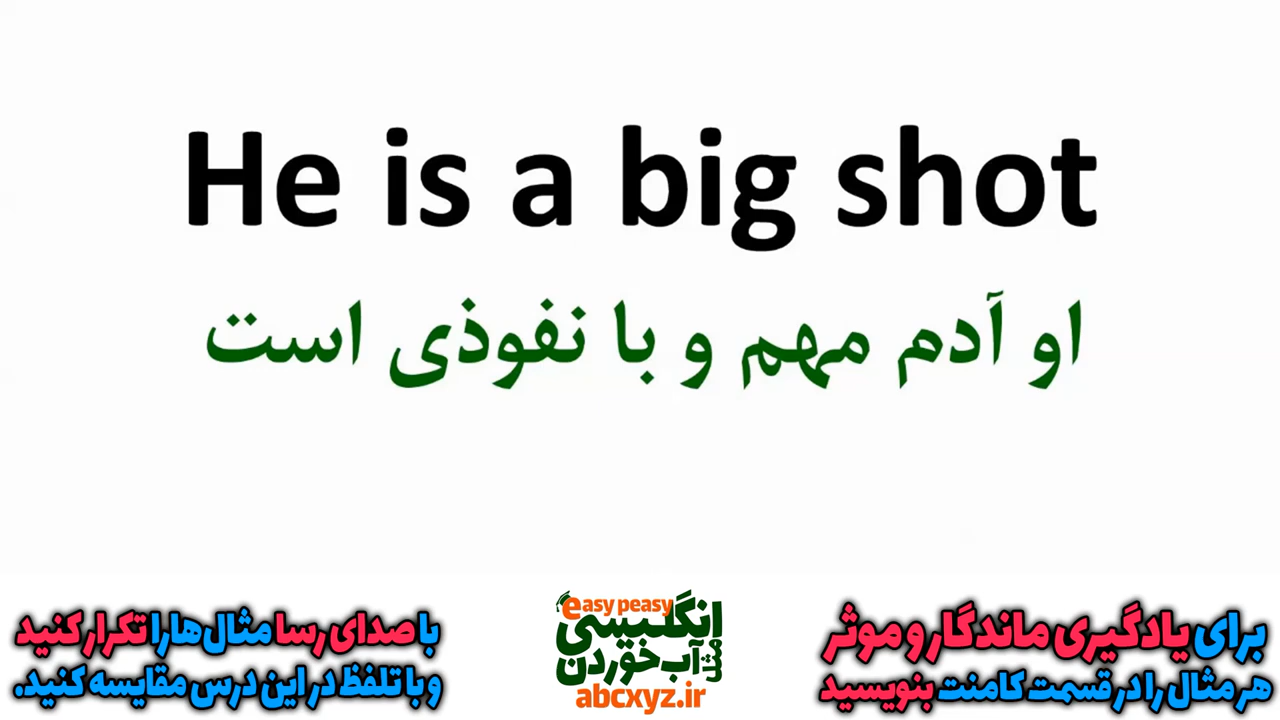 He is a big shot
او آدم مهم و با نفوذی است
برای یادگیری ماندگار و موثر
هر مثال را در قسمت کامنت بنویسید
easy peasy
انگلیسی
مثل آب خوردن
abcxyz.ir
با صدای رسا مثال‌ها را تکرار کنید
و با تلفظ در این درس مقایسه کنید.